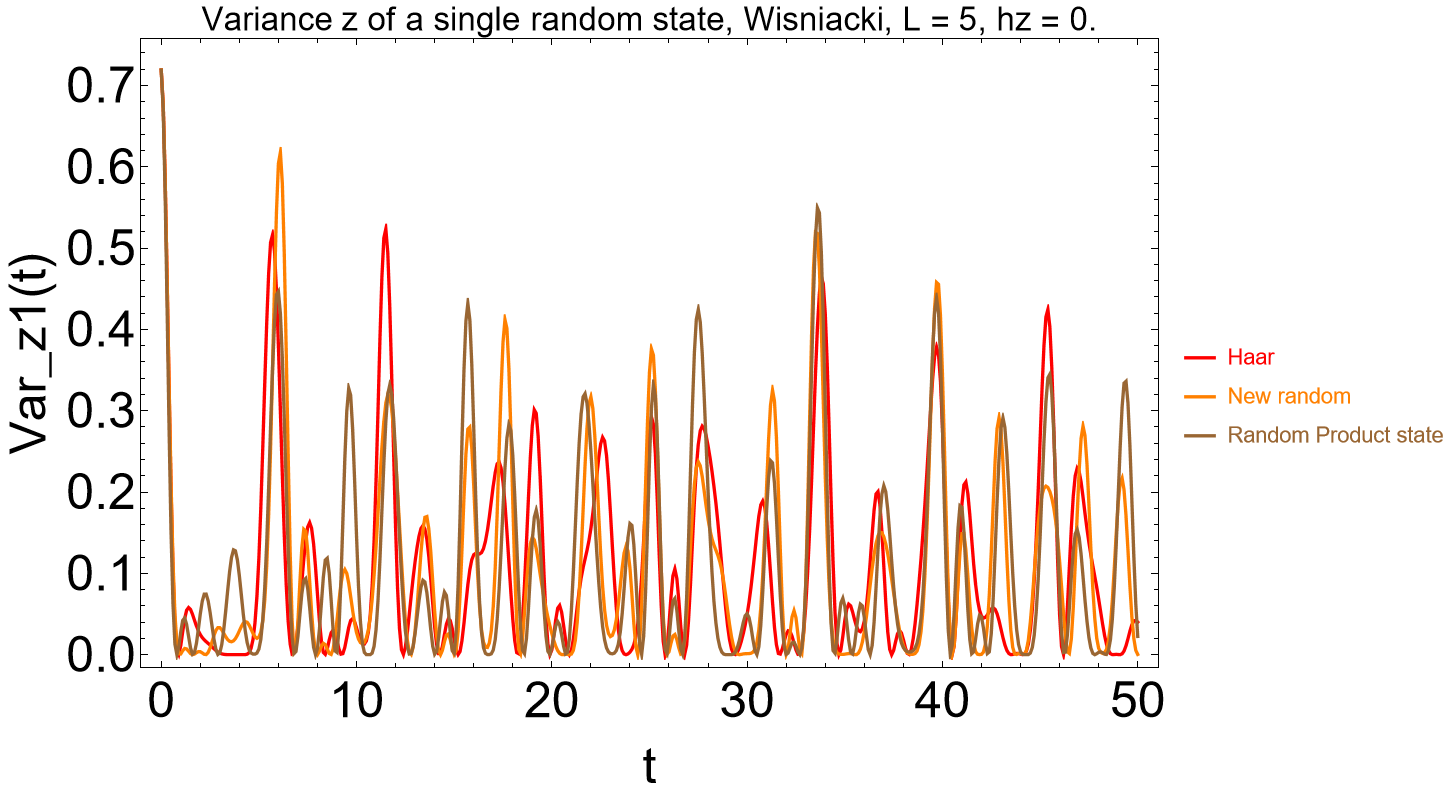 Variance z of a single random state, Wisniacki, L = 5, hz = 0.
Var_z1(t)
0.7
0.6
0.5
0.4
0.3
0.2
0.1
0.0
0 10 20 30 40 50
t
Haar
New random
Random Product state